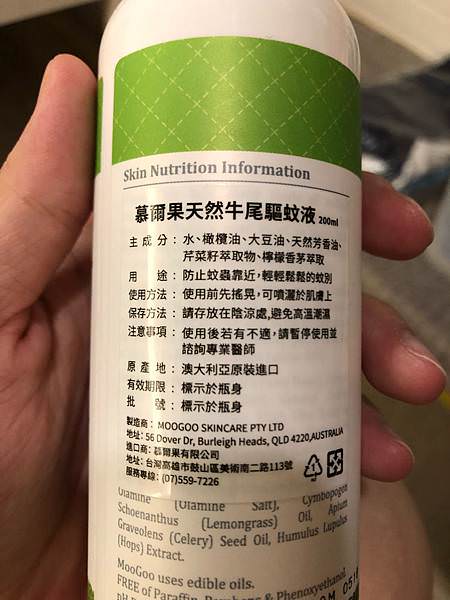 Skin Nutrition Information
慕爾果天然牛尾驅蚊液 200ml
主成分：水、橄欖油、大豆油、天然芳香油、
芹菜籽萃取物、檸檬香茅萃取
用途：防止蚊蟲靠近，輕輕鬆鬆的蚊別
使用方法：使用前先搖晃，可噴灑於肌膚上
保存方法：請存放在陰涼處，避免高溫潮濕
注意事項：使用後若有不適，請暫停使用並
諮詢專業醫師
原產地：澳大利亞原裝進口
有效期限：標示於瓶身
批號：標示於瓶身
製造商：MOOGOO SKINCARE PTY LTD
地址：56 Dover Dr, Burleigh Heads, QLD 4220,AUSTRALIA
進口商：慕爾果有限公司
地址：台灣高雄市鼓山區美術南二路113號
服務專線：(07)559-7226
Olamine (Olamine Salt), Cymbopogon
Schoenanthus (Lemongrass) Oil, Apium
Graveolens (Celery) Seed Oil, Humulus Lupulus
(Hops) Extract.
MooGoo uses edible oils.
FREE of Paraffin, Parabens & Phenoxyethanol